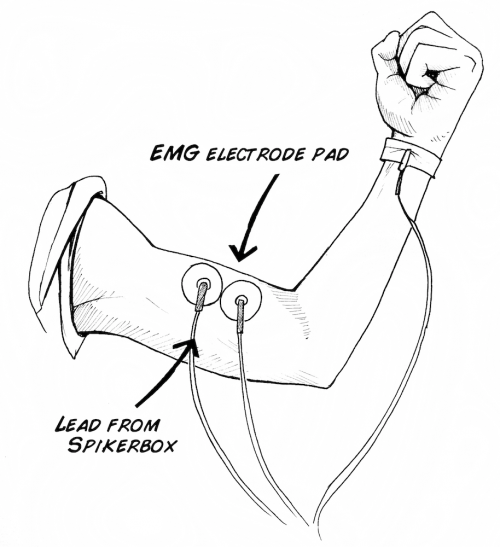 EMG ELECTRODE PAD
LEAD FROM
SPIKERBOX